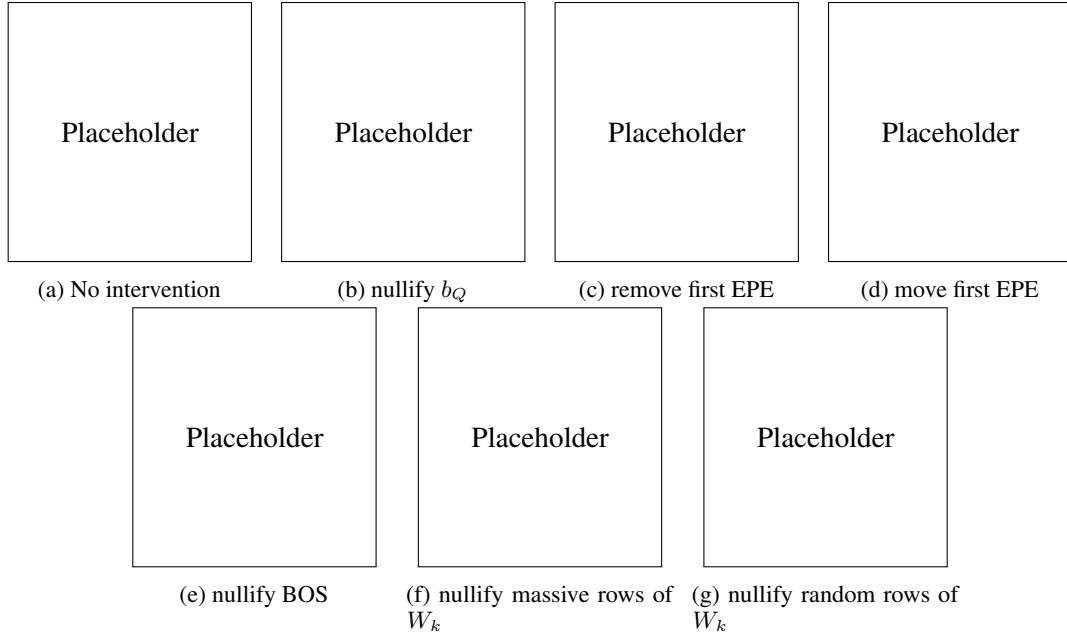 Placeholder Placeholder Placeholder Placeholder
(a) No intervention (b) nullify b_Q (c) remove first EPE (d) move first EPE
Placeholder Placeholder Placeholder
(e) nullify BOS (f) nullify massive rows of W_k (g) nullify random rows of W_k